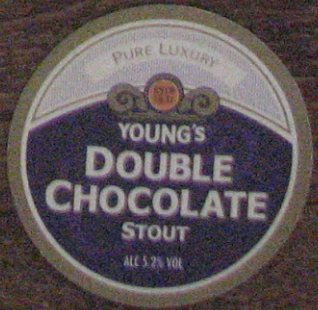 PURE LUXURY
YOUNG'S
DOUBLE
CHOCOLATE
STOUT
ALC 5.2% VOL